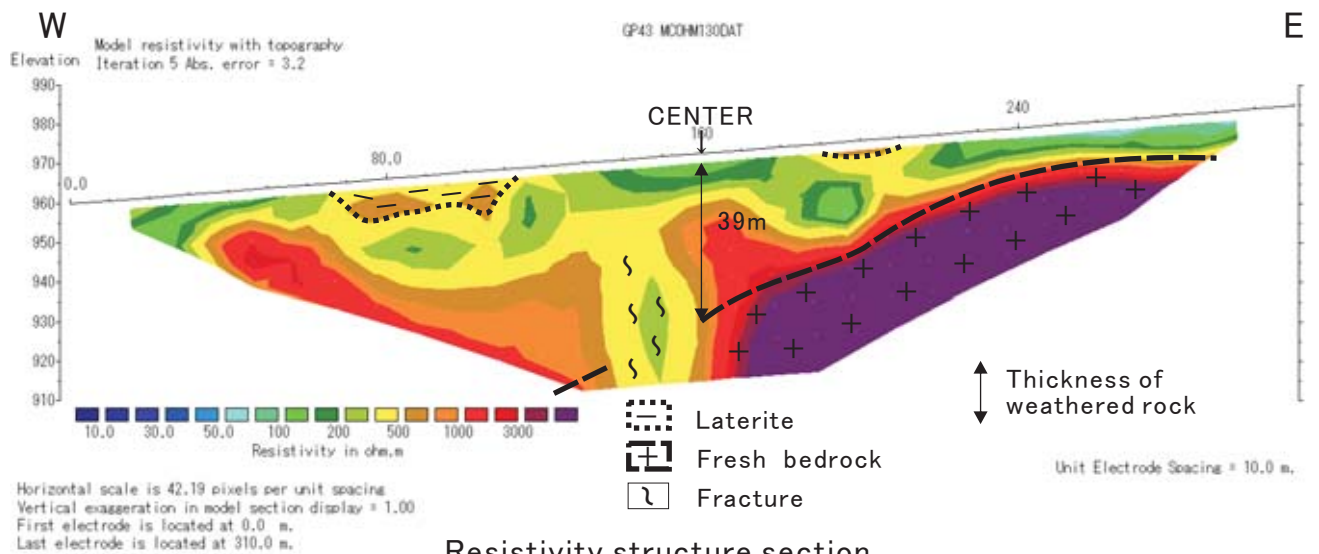 W
E
GP43 MCOHM130DAT
Model resistivity with topography
Elevation Iteration 5 Abs. error = 3.2
990
980
970
960
950
940
930
920
910
CENTER
0.0
80.0
160
240
39m
10.0 30.0 50.0 100 200 500 1000 3000
Resistivity in ohm.m
Laterite
Fresh bedrock
Fracture
Thickness of
weathered rock
Unit Electrode Spacing = 10.0 m.
Horizontal scale is 42.19 pixels per unit spacing
Vertical exaggeration in model section display = 1.00
First electrode is located at 0.0 m.
Last electrode is located at 310.0 m.
Resistivity structure section